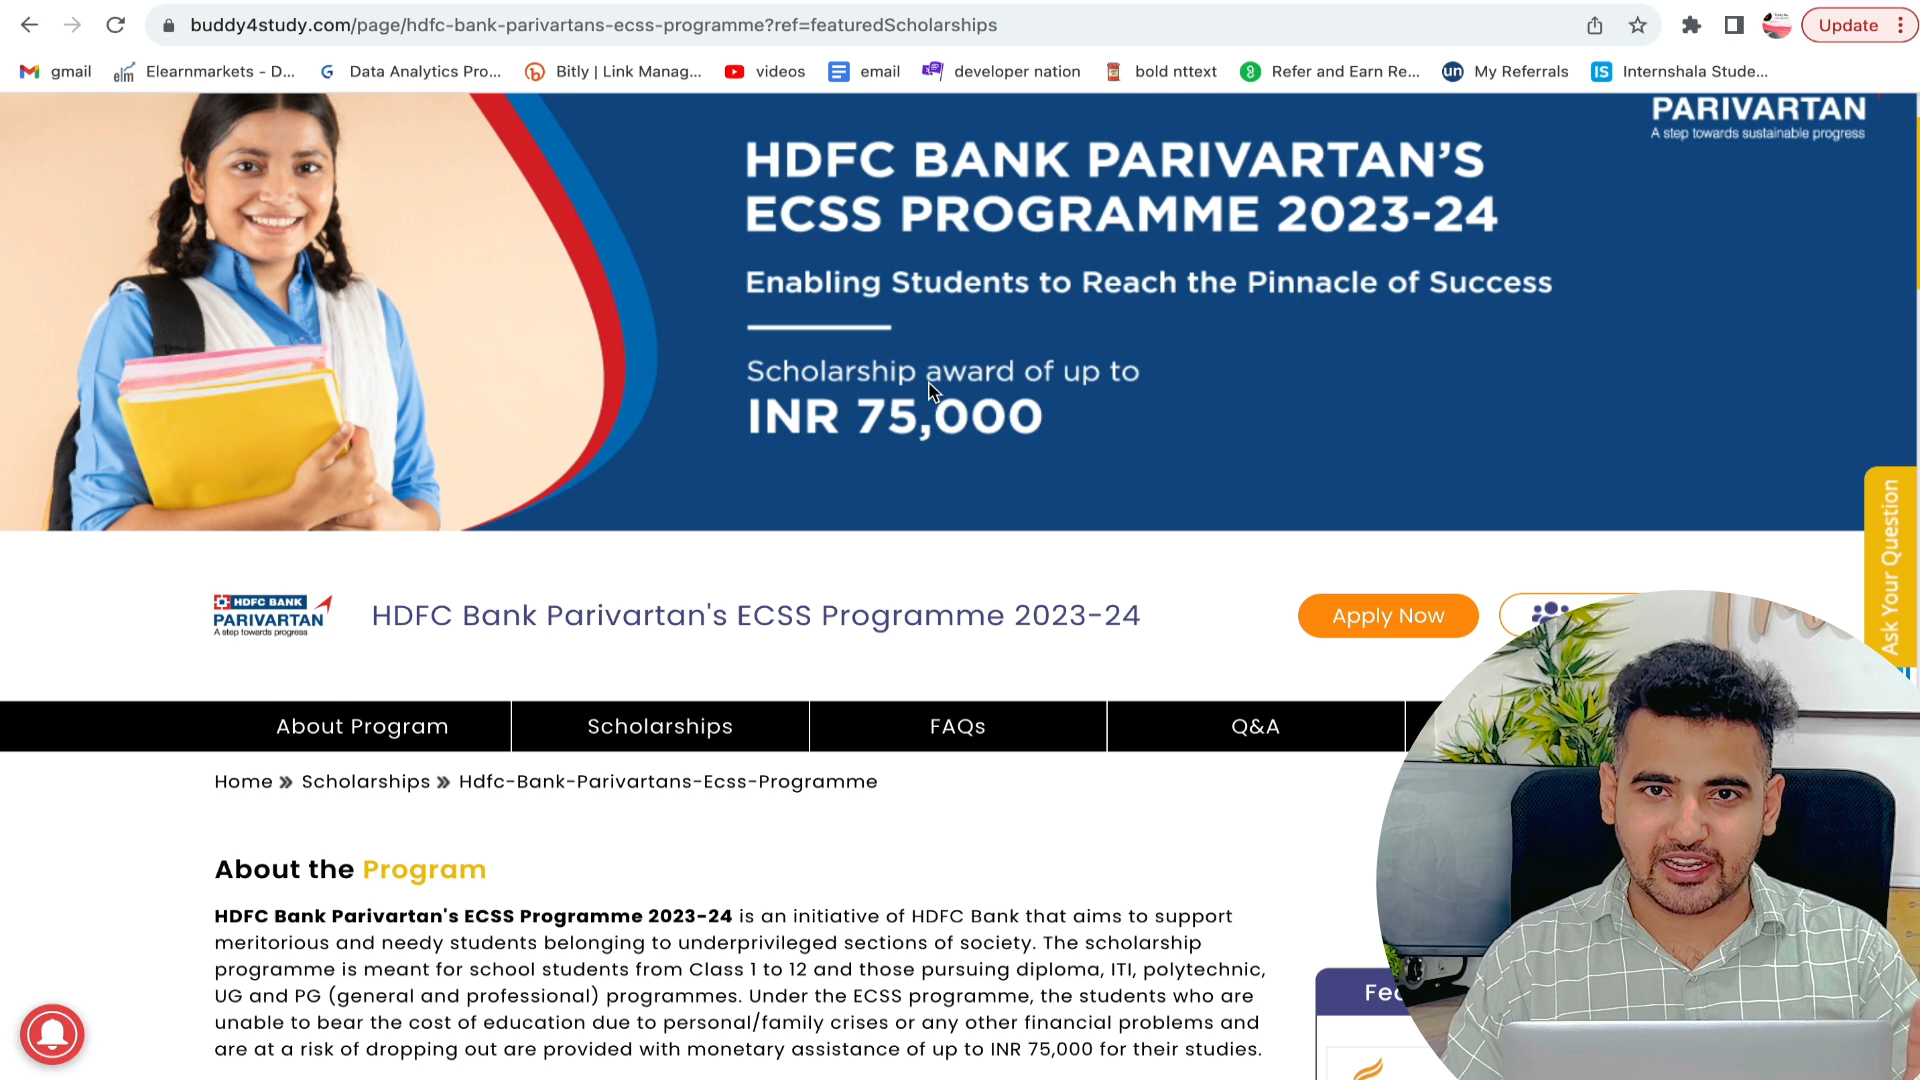 buddy4study.com/page/hdfc-bank-parivartans-ecss-programme?ref=featuredScholarships
Update
gmail
elm Elearnmarkets - D...
G Data Analytics Pro...
Bitly | Link Manag...
videos
email
developer nation
bold nttext
Refer and Earn Re...
un My Referrals
IS Internshala Stude...
PARIVARTAN
A step towards sustainable progress
HDFC BANK PARIVARTAN’S
ECSS PROGRAMME 2023-24
Enabling Students to Reach the Pinnacle of Success
Scholarship award of up to
INR 75,000
Ask Your Question
HDFC BANK
PARIVARTAN
A step towards progress
HDFC Bank Parivartan's ECSS Programme 2023-24
Apply Now
About Program
Scholarships
FAQs
Q&A
Home » Scholarships » Hdfc-Bank-Parivartans-Ecss-Programme
About the Program
HDFC Bank Parivartan's ECSS Programme 2023-24 is an initiative of HDFC Bank that aims to support
meritorious and needy students belonging to underprivileged sections of society. The scholarship
programme is meant for school students from Class 1 to 12 and those pursuing diploma, ITI, polytechnic,
UG and PG (general and professional) programmes. Under the ECSS programme, the students who are
unable to bear the cost of education due to personal/family crises or any other financial problems and
are at a risk of dropping out are provided with monetary assistance of up to INR 75,000 for their studies.